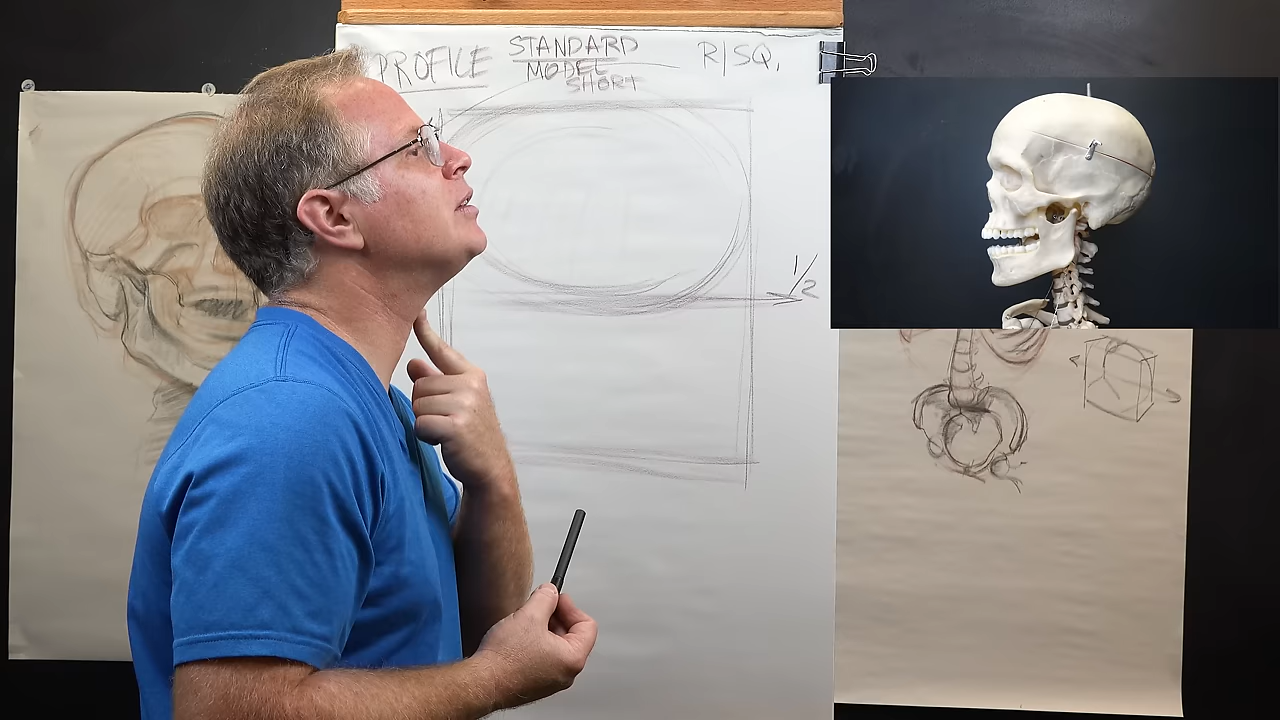 PROFILE
STANDARD
MODEL
SHORT
R/SQ.
1/2